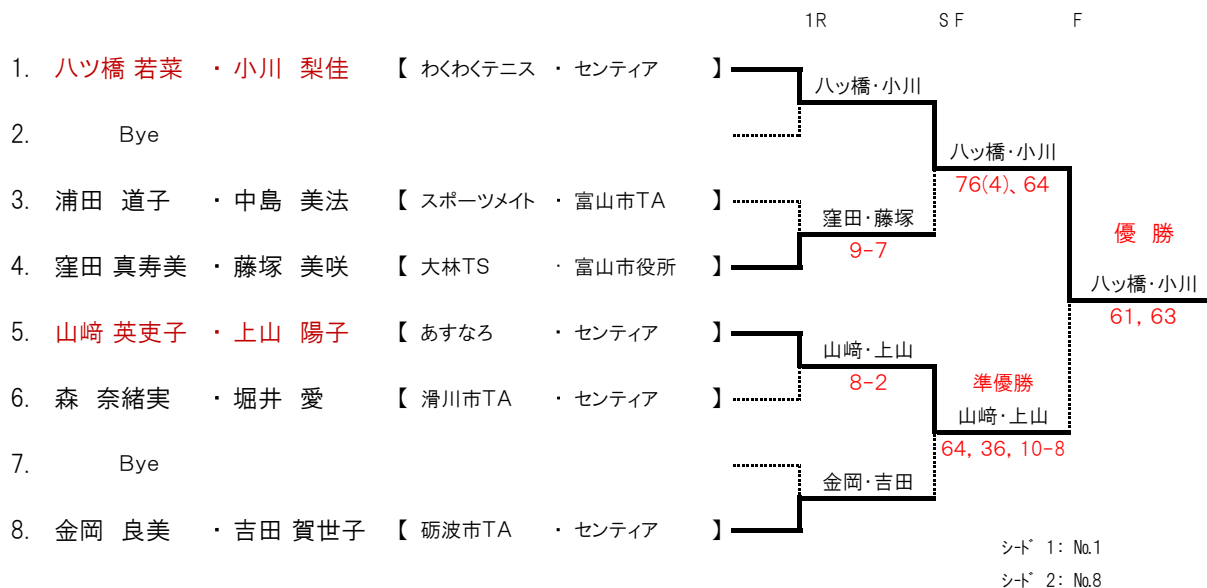 1R SF F
1. 八ツ橋 若菜 ・ 小川 梨佳 【 わくわくテニス ・ センティア 】
八ッ橋・小川
2. Bye
八ッ橋・小川
76(4)、64
3. 浦田 道子 ・ 中島 美法 【 スポーツメイト ・ 富山市TA 】
窪田・藤塚
9-7
優 勝
4. 窪田 真寿美 ・ 藤塚 美咲 【 大林TS ・ 富山市役所 】
八ッ橋・小川
61, 63
5. 山﨑 英吏子 ・ 上山 陽子 【 あすなろ ・ センティア 】
山﨑・上山
8-2
準優勝
6. 森 奈緒実 ・ 堀井 愛 【 滑川市TA ・ センティア 】
山﨑・上山
64, 36, 10-8
7. Bye
金岡・吉田
8. 金岡 良美 ・ 吉田 賀世子 【 砺波市TA ・ センティア 】
シード 1: №1
シード 2: №8